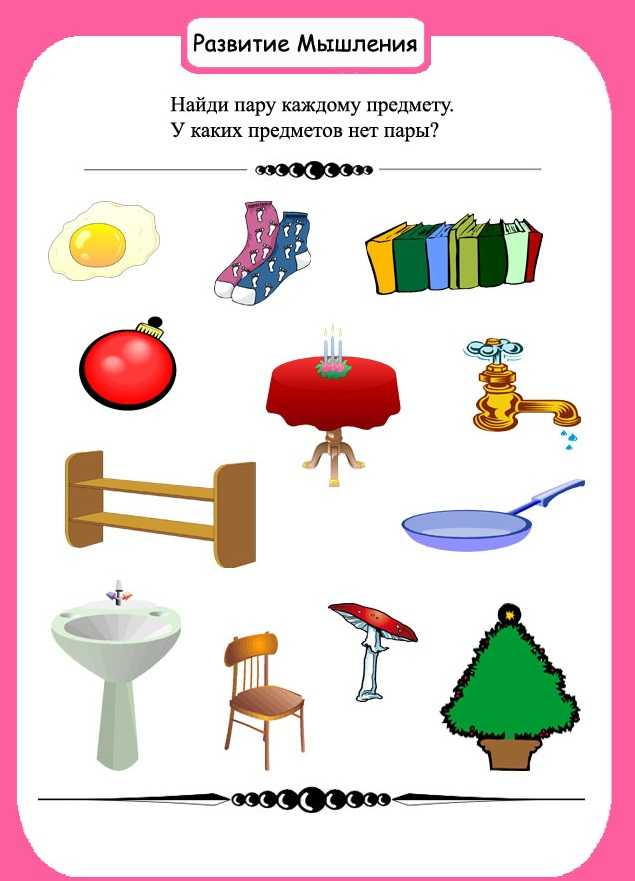 Развитие Мышления
Найди пару каждому предмету.
У каких предметов нет пары?